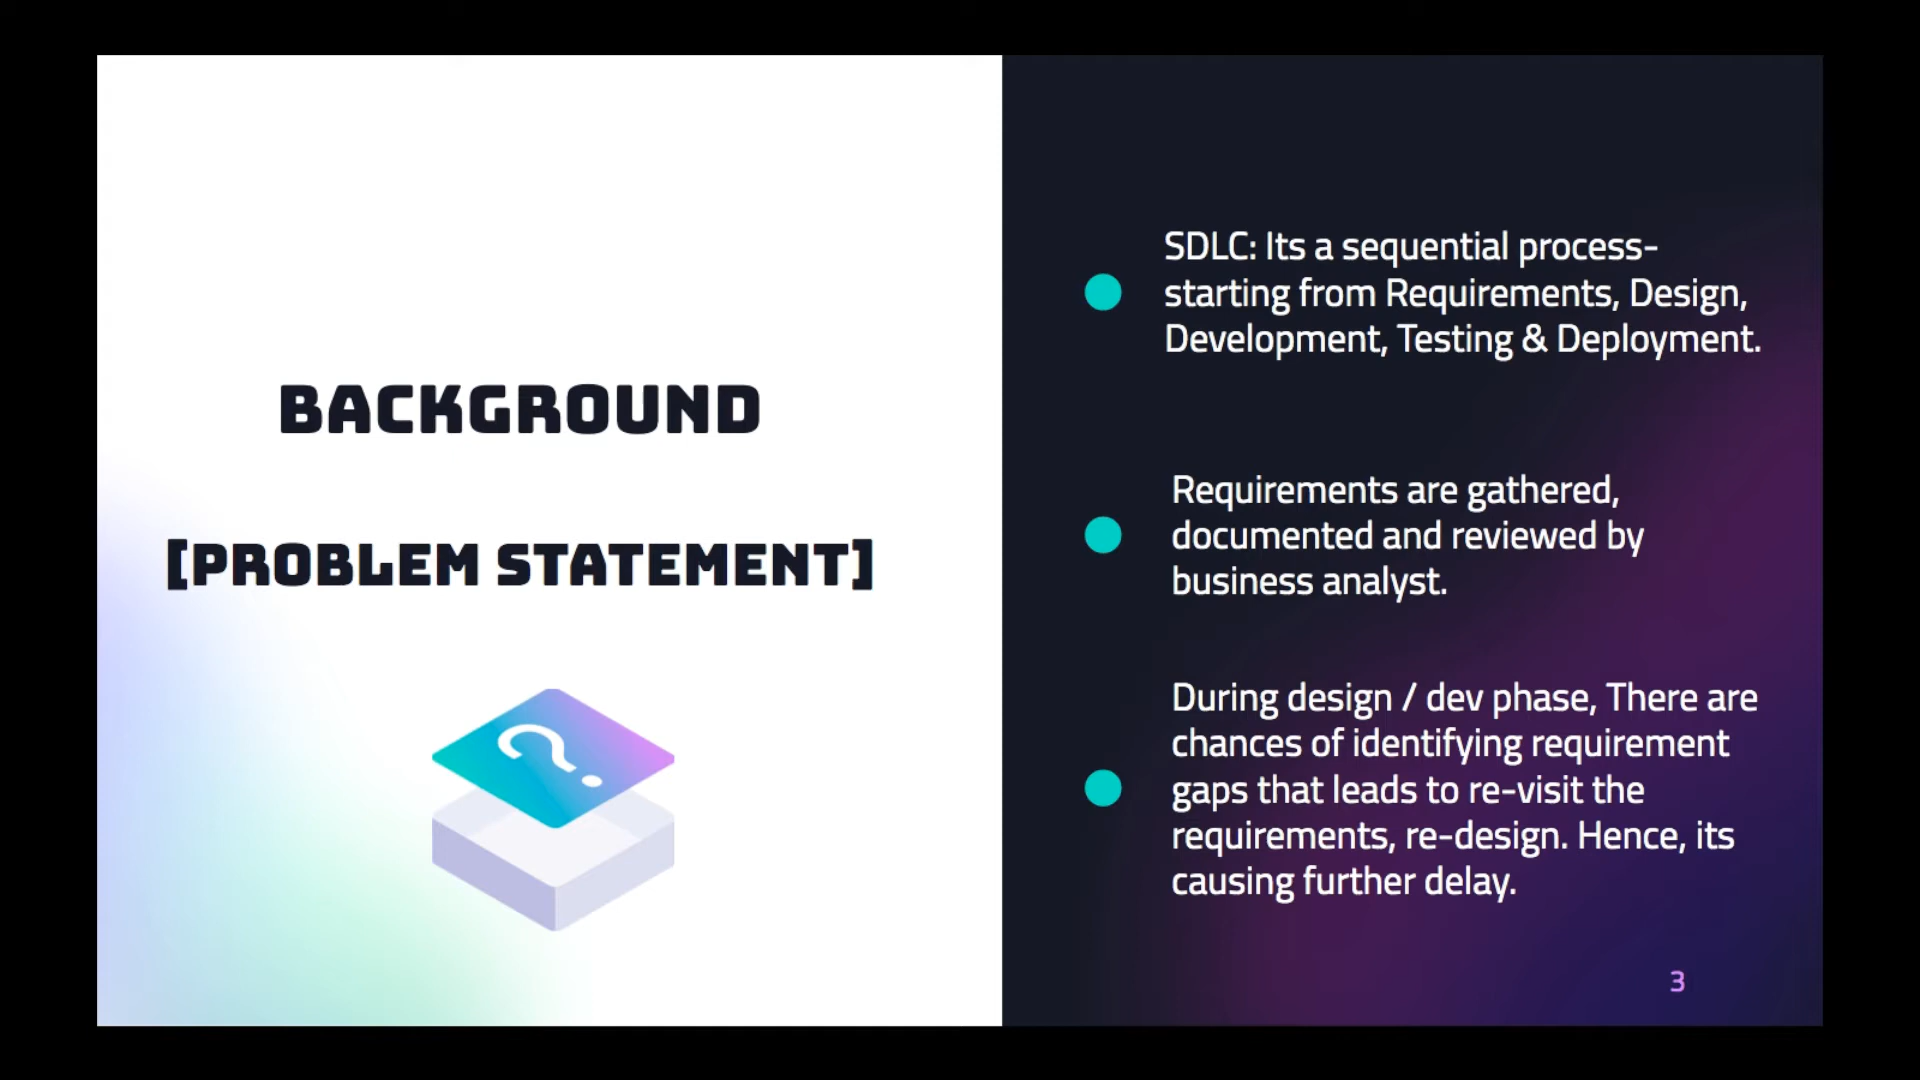 BACKGROUND
[PROBLEM STATEMENT]
?
SDLC: Its a sequential process-
starting from Requirements, Design,
Development, Testing & Deployment.
Requirements are gathered,
documented and reviewed by
business analyst.
During design / dev phase, There are
chances of identifying requirement
gaps that leads to re-visit the
requirements, re-design. Hence, its
causing further delay.
3